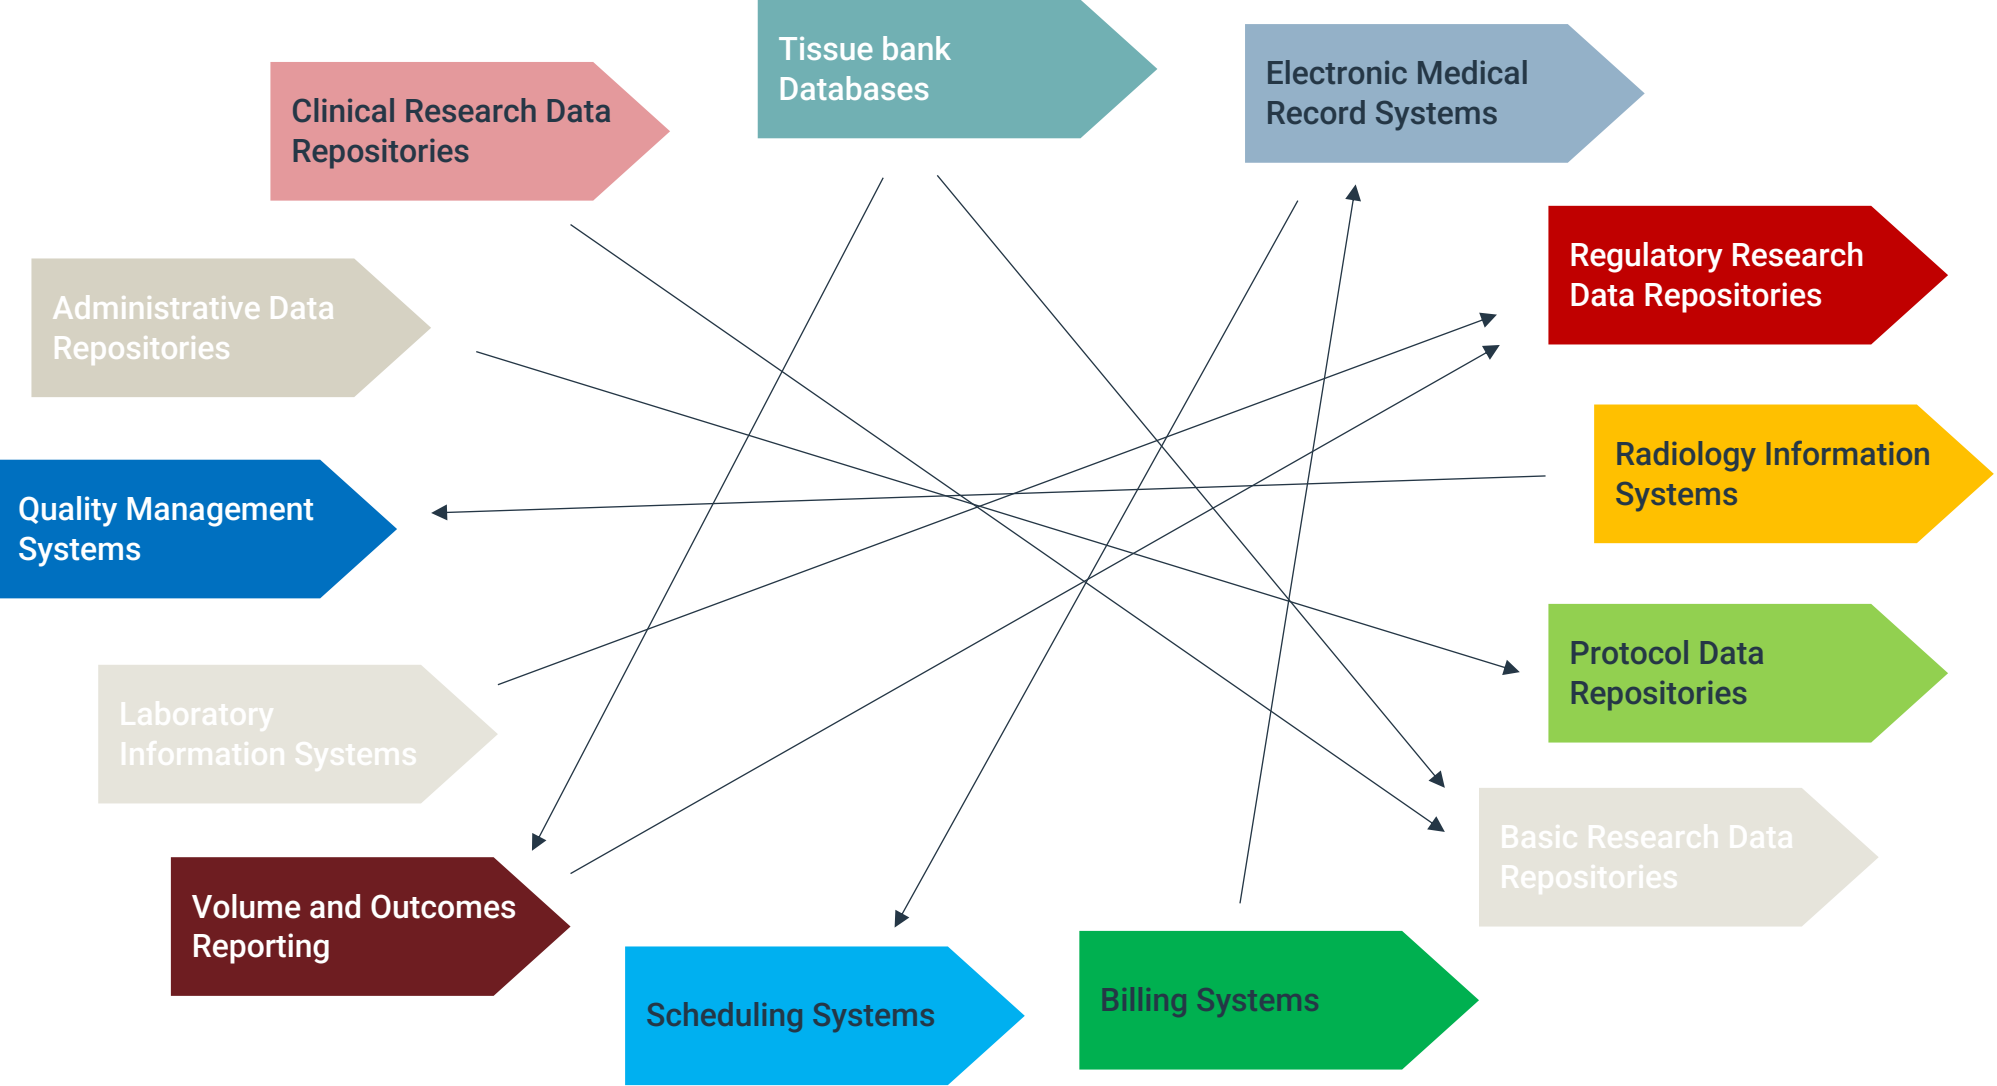 Tissue bank
Databases
Electronic Medical
Record Systems
Clinical Research Data
Repositories
Regulatory Research
Data Repositories
Administrative Data
Repositories
Radiology Information
Systems
Quality Management
Systems
Protocol Data
Repositories
Laboratory
Information Systems
Basic Research Data
Repositories
Volume and Outcomes
Reporting
Scheduling Systems
Billing Systems